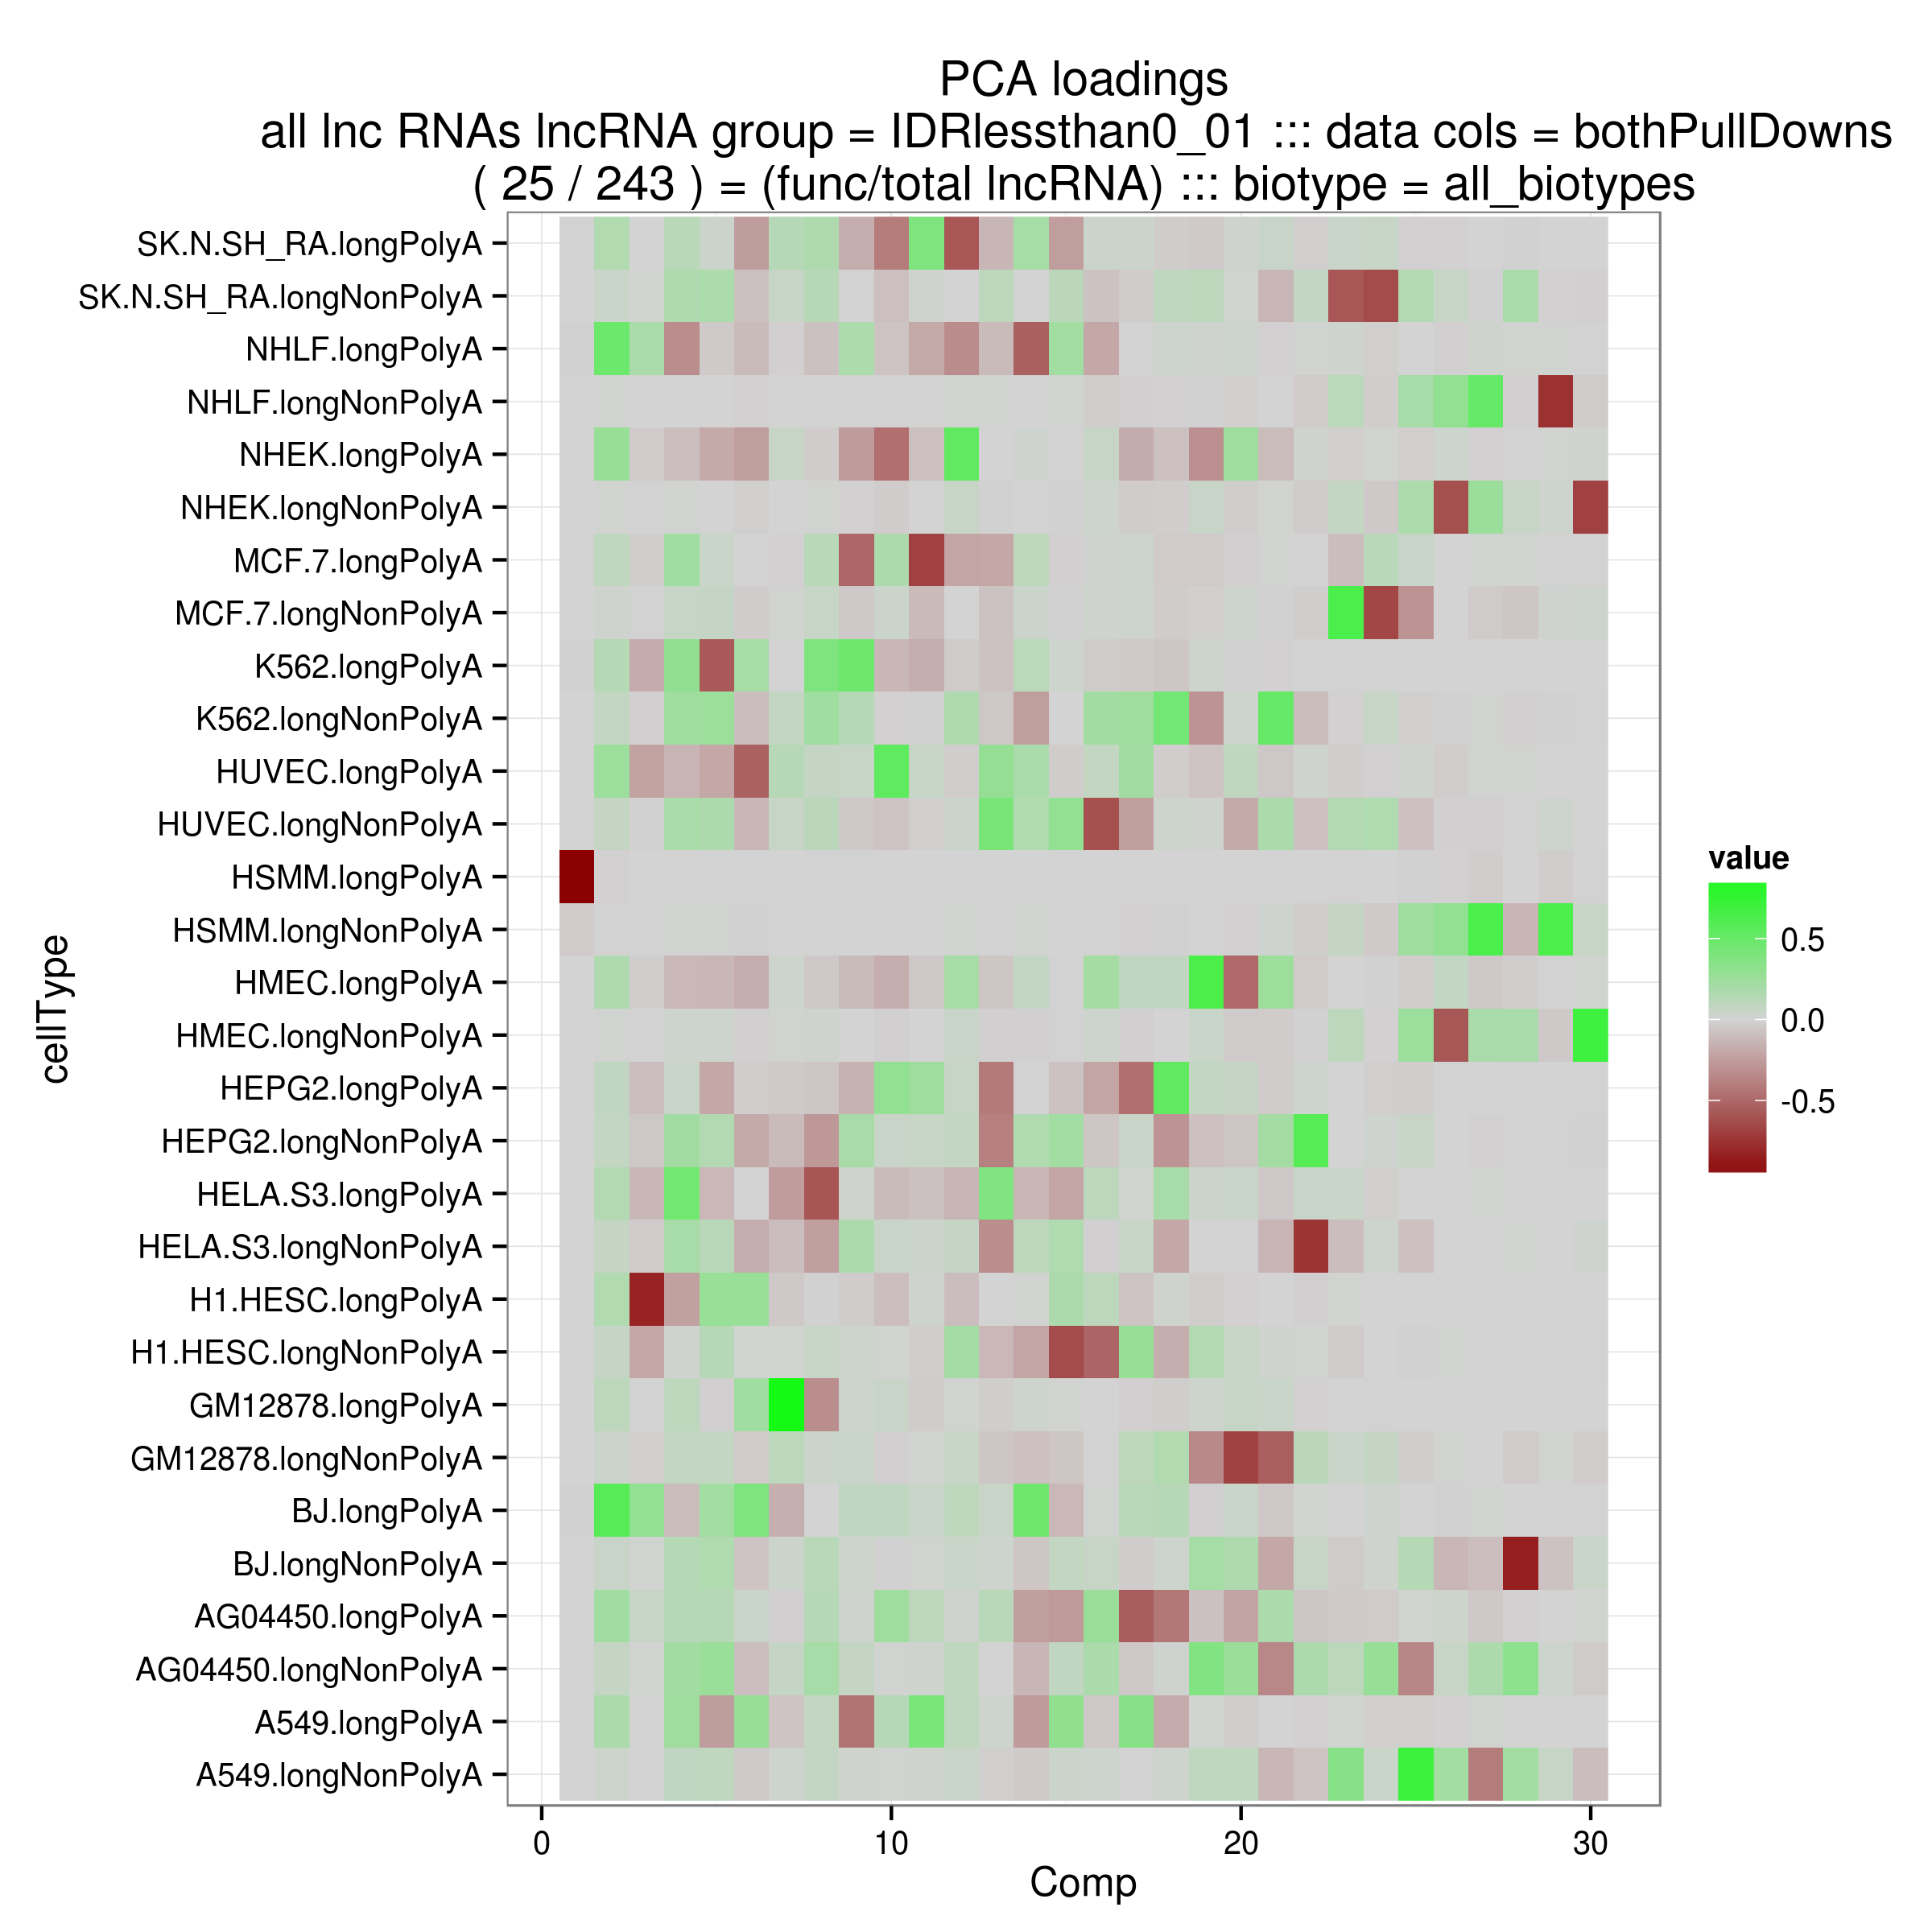 PCA loadings
all lnc RNAs lncRNA group = IDRlessthan0_01 ::: data cols = bothPullDowns
( 25 / 243 ) = (func/total lncRNA) ::: biotype = all_biotypes
cellType
SK.N.SH_RA.longPolyA
SK.N.SH_RA.longNonPolyA
NHLF.longPolyA
NHLF.longNonPolyA
NHEK.longPolyA
NHEK.longNonPolyA
MCF.7.longPolyA
MCF.7.longNonPolyA
K562.longPolyA
K562.longNonPolyA
HUVEC.longPolyA
HUVEC.longNonPolyA
HSMM.longPolyA
HSMM.longNonPolyA
HMEC.longPolyA
HMEC.longNonPolyA
HEPG2.longPolyA
HEPG2.longNonPolyA
HELA.S3.longPolyA
HELA.S3.longNonPolyA
H1.HESC.longPolyA
H1.HESC.longNonPolyA
GM12878.longPolyA
GM12878.longNonPolyA
BJ.longPolyA
BJ.longNonPolyA
AG04450.longPolyA
AG04450.longNonPolyA
A549.longPolyA
A549.longNonPolyA
0 10 20 30
Comp
value
0.5
0.0
-0.5